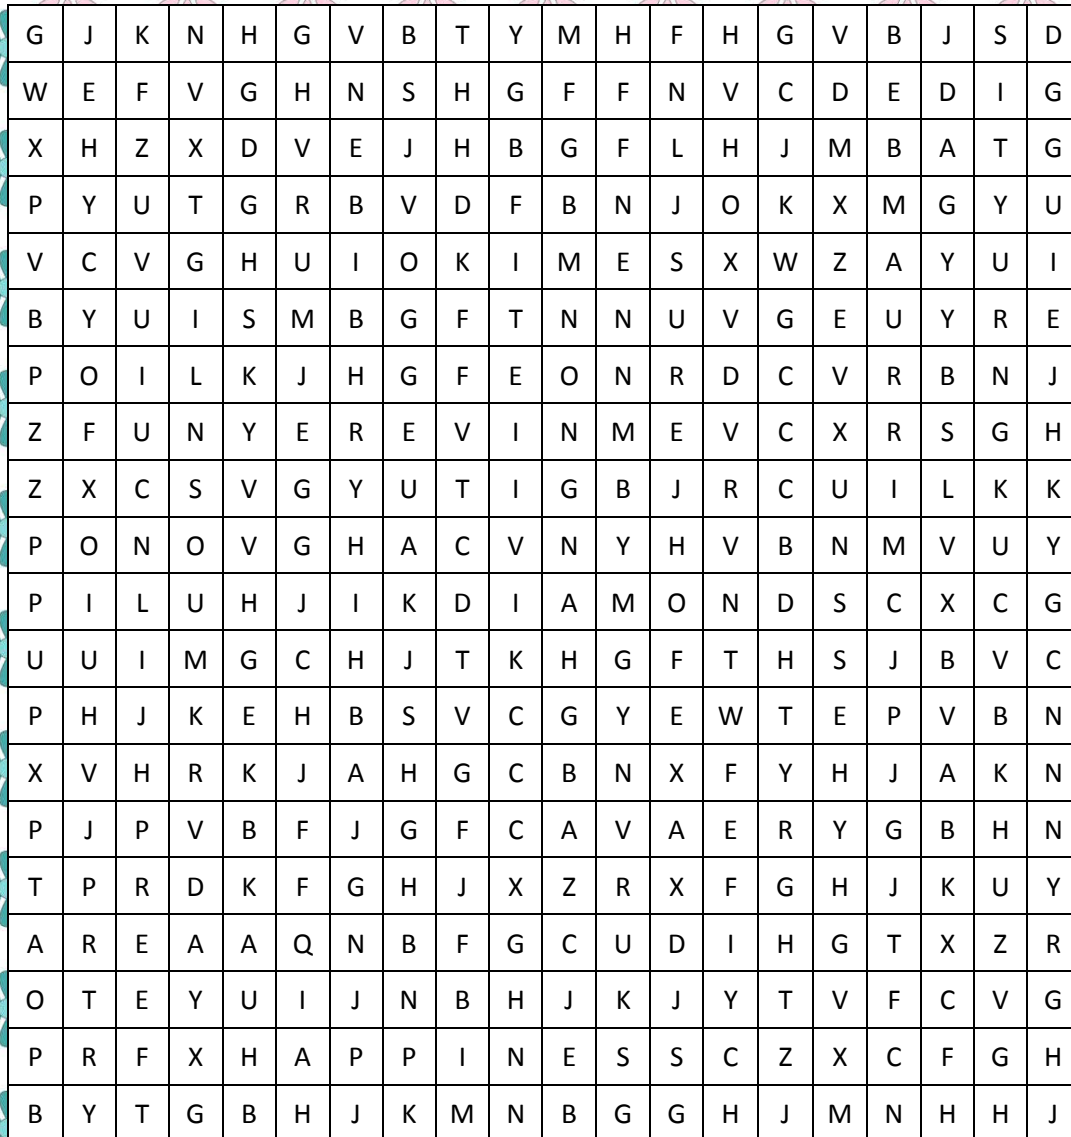 G J K N H G V B T Y M H F H G V B J S D
W E F V G H N S H G F F N V C D E D I G
X H Z X D V E J H B G F L H J M B A T G
P Y U T G R B V D F B N J O K X M G Y U
V C V G H U I O K I M E S X W Z A Y U I
B Y U I S M B G F T N N U V G E U Y R E
P O I L K J H G F E O N R D C V R B N J
Z F U N Y E R E V I N M E V C X R S G H
Z X C S V G Y U T I G B J R C U I L K K
P O N O V G H A C V N Y H V B N M V U Y
P I L U H J I K D I A M O N D S C X C G
U U I M G C H J T K H G F T H S J B V C
P H J K E H B S V C G Y E W T E P V B N
X V H R K J A H G C B N X F Y H J A K N
P J P V B F J G F C A V A E R Y G B H N
T P R D K F G H J X Z R X F G H J K U Y
A R E A A Q N B F G C U D I H G T X Z R
O T E Y U I J N B H J K J Y T V F C V G
P R F X H A P P I N E S S C Z X C F G H
B Y T G B H J K M N B G G H J M N H H J